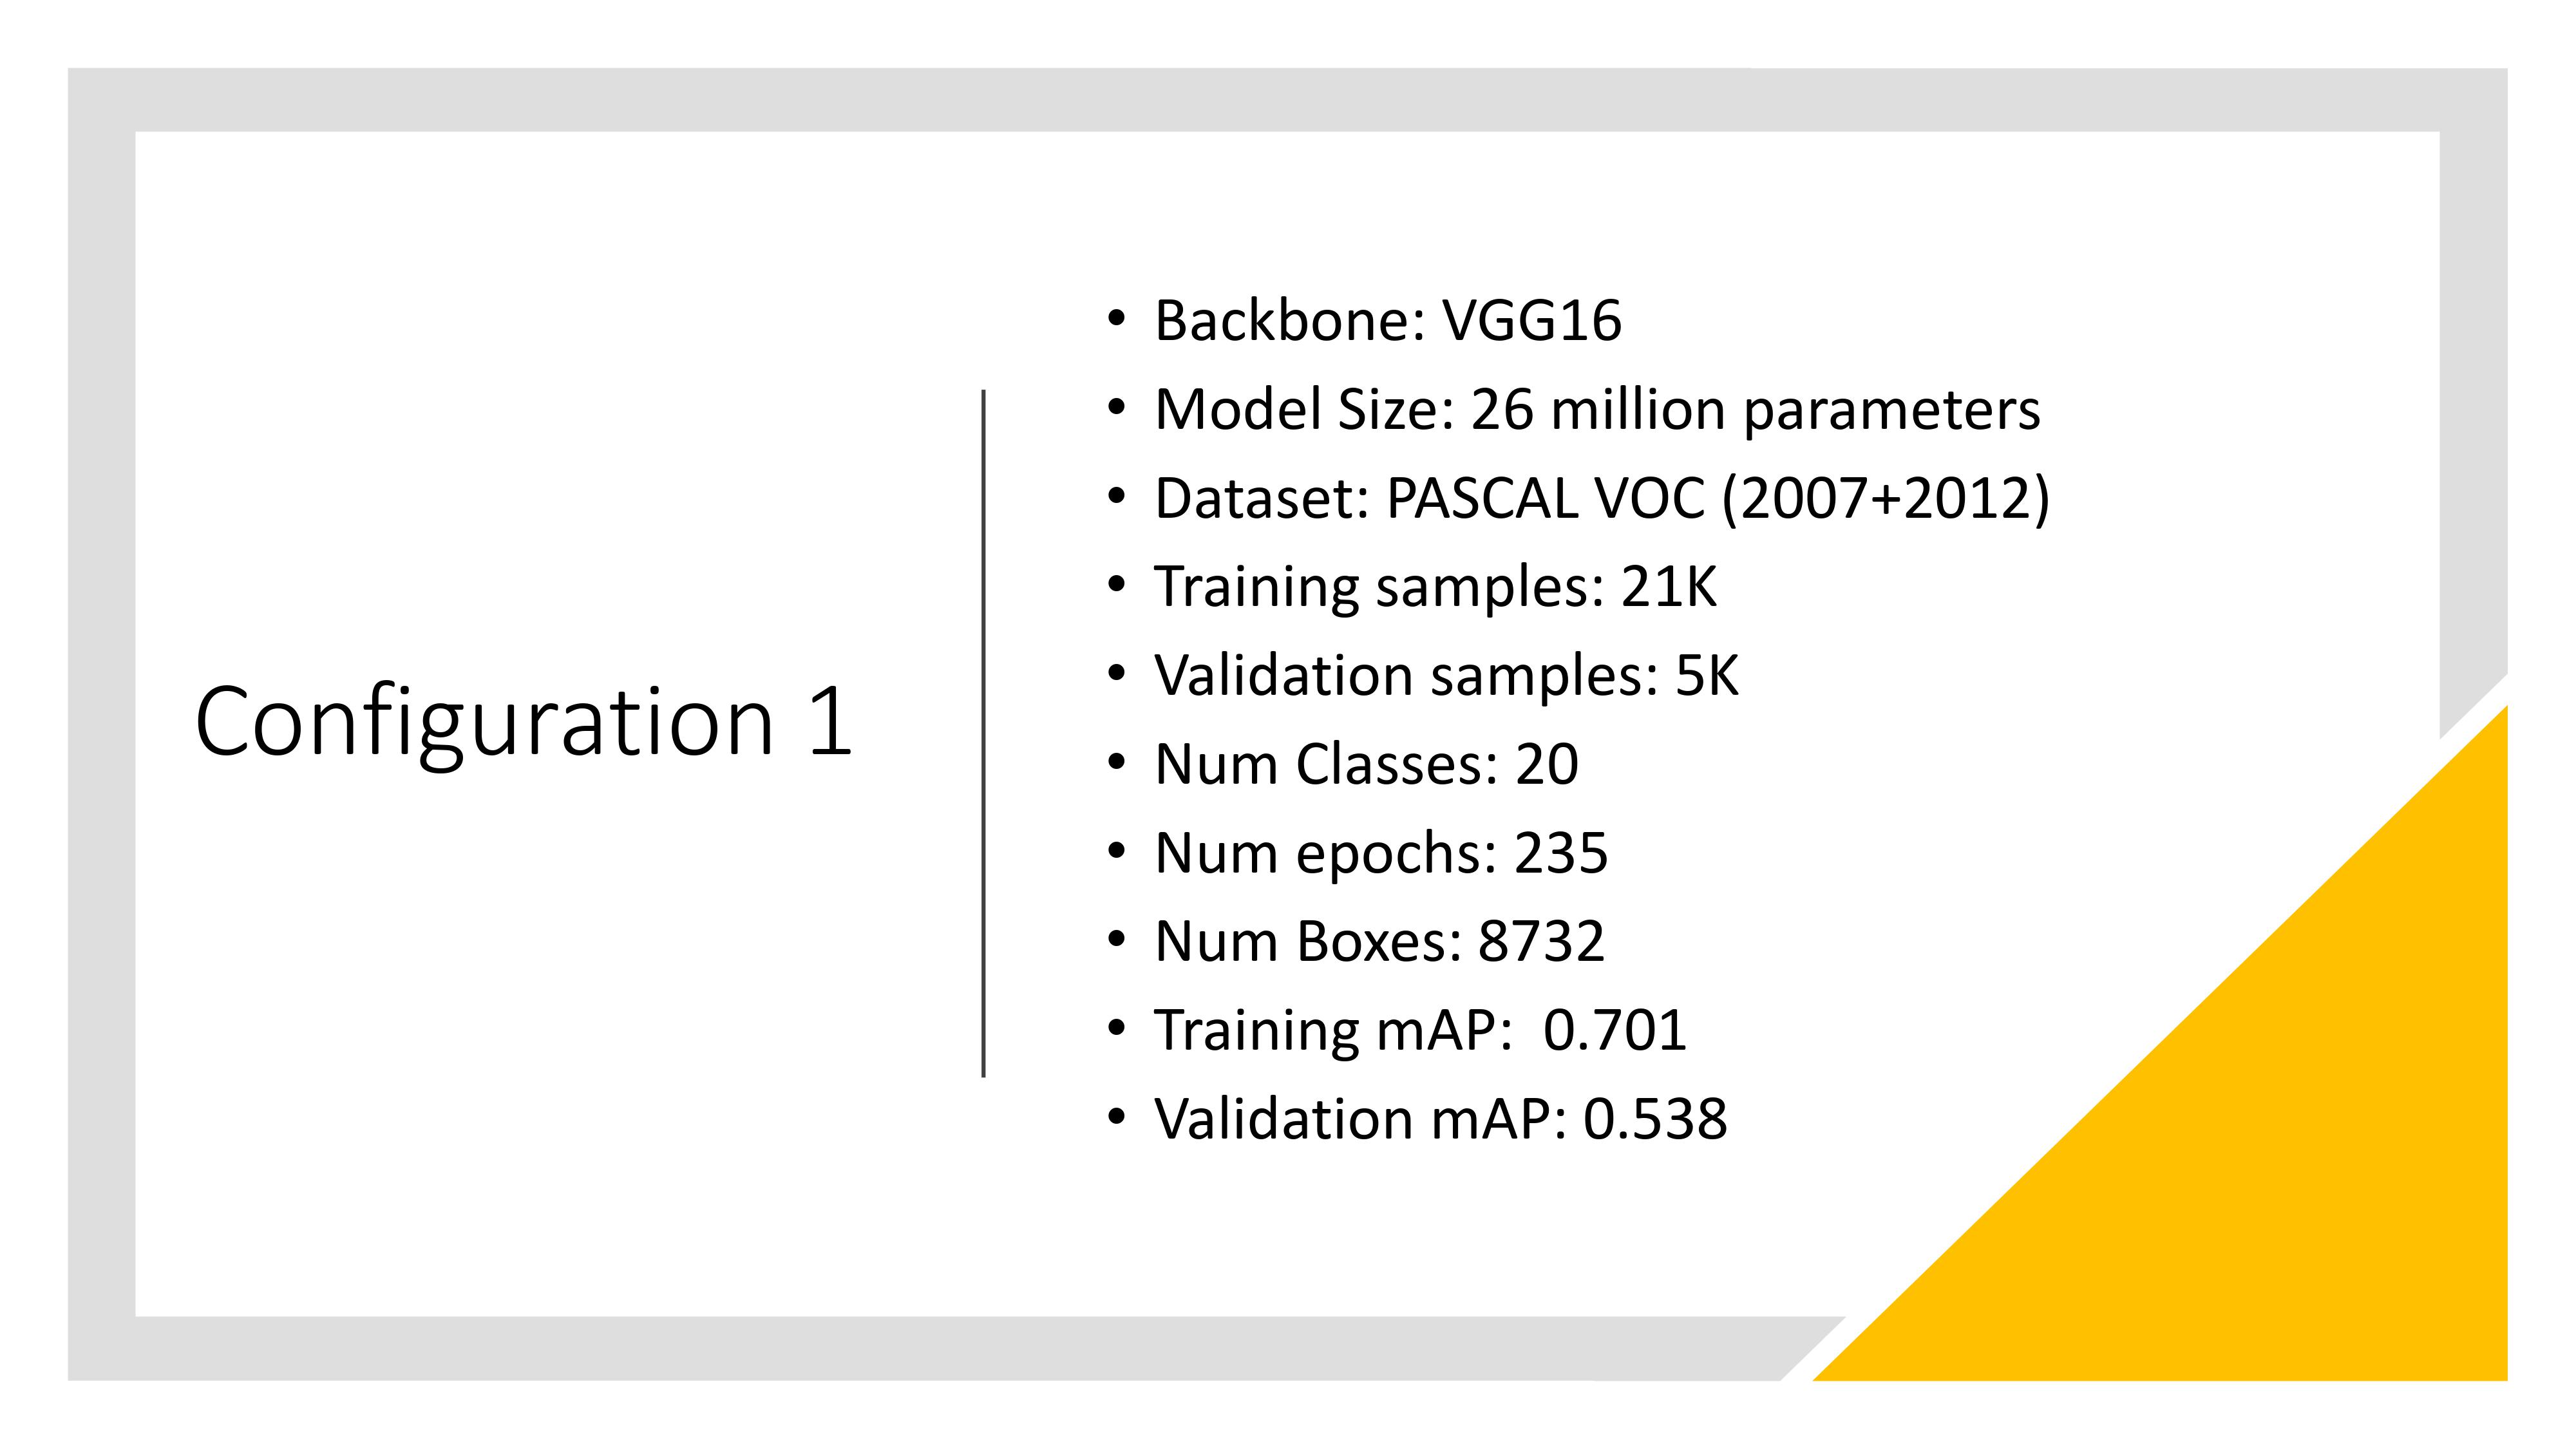 Configuration 1
• Backbone: VGG16
• Model Size: 26 million parameters
• Dataset: PASCAL VOC (2007+2012)
• Training samples: 21K
• Validation samples: 5K
• Num Classes: 20
• Num epochs: 235
• Num Boxes: 8732
• Training mAP:  0.701
• Validation mAP: 0.538